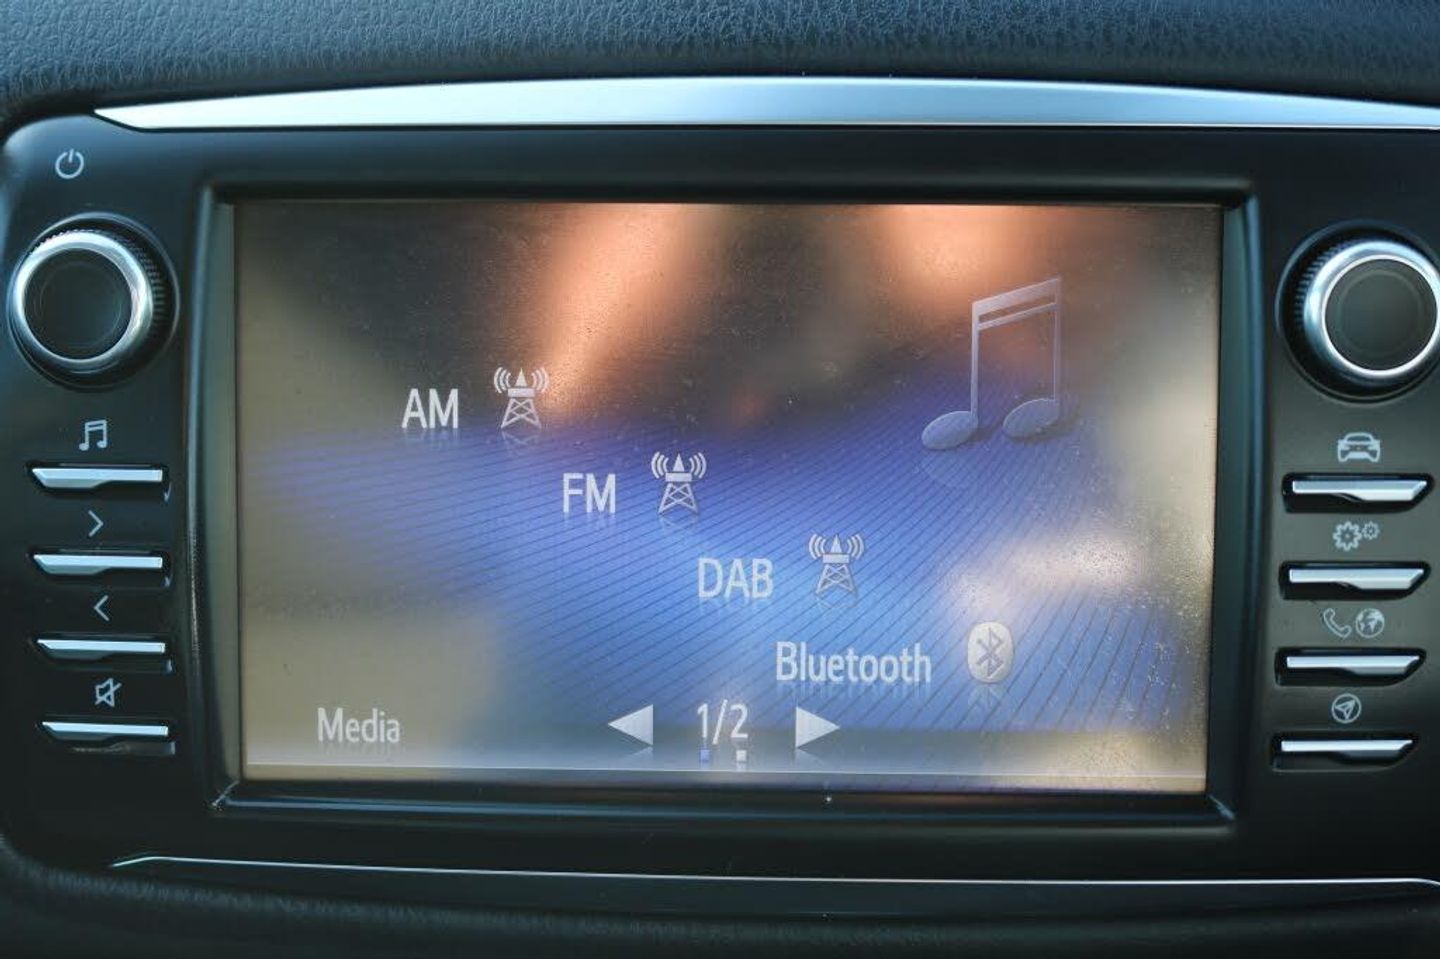 AM
FM
DAB
Bluetooth
Media
1/2